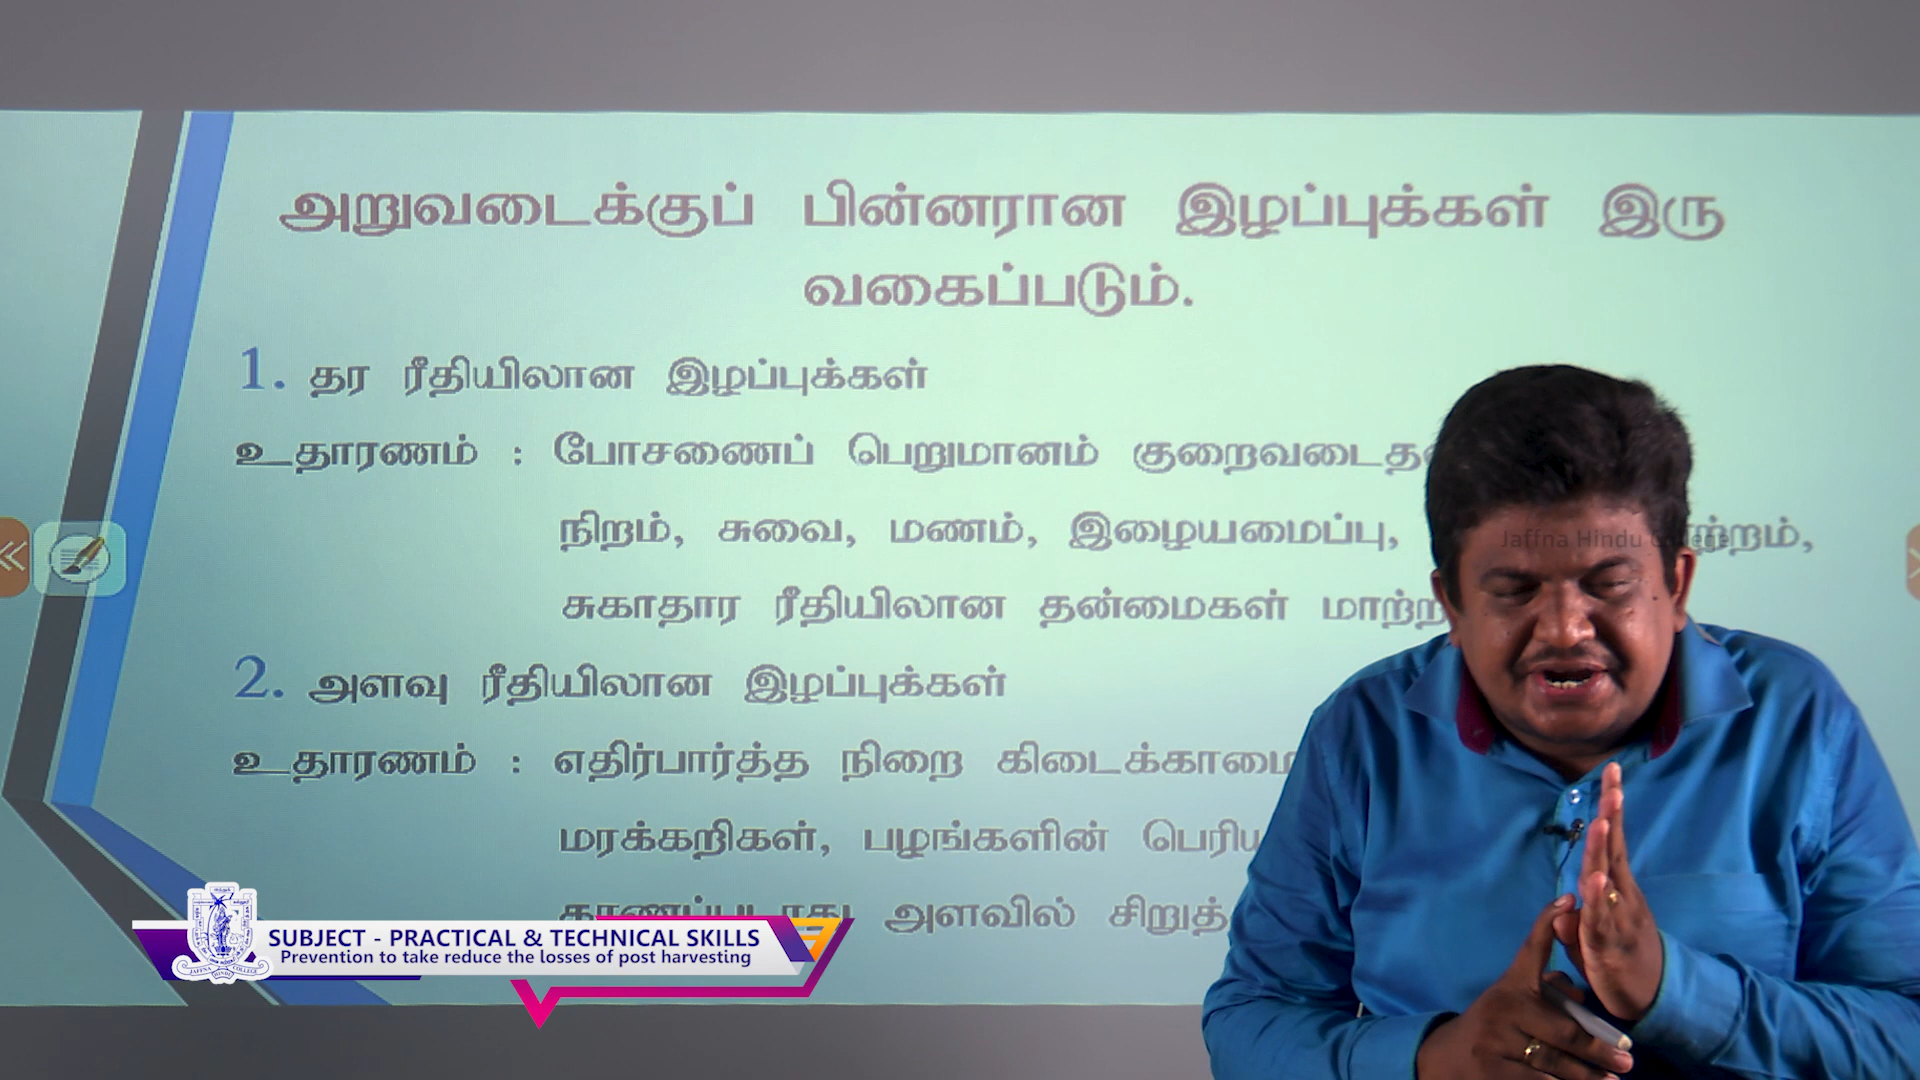 அறுவடைக்குப் பின்னரான இழப்புக்கள் இரு
வகைப்படும்.
1. தர ரீதியிலான இழப்புக்கள்
உதாரணம் : போசணைப் பெறுமானம்
நிறம், சுவை, மணம், இழையமைப்பு,
சுகாதார ரீதியிலான தன்மைகள்
2. அளவு ரீதியிலான இழப்புக்கள்
உதாரணம் : எதிர்பார்த்த நிறை கிடைக்காமை
மரக்கறிகள், பழங்களின்
அளவில்
Jaffna Hindu College
SUBJECT - PRACTICAL & TECHNICAL SKILLS
Prevention to take reduce the losses of post harvesting